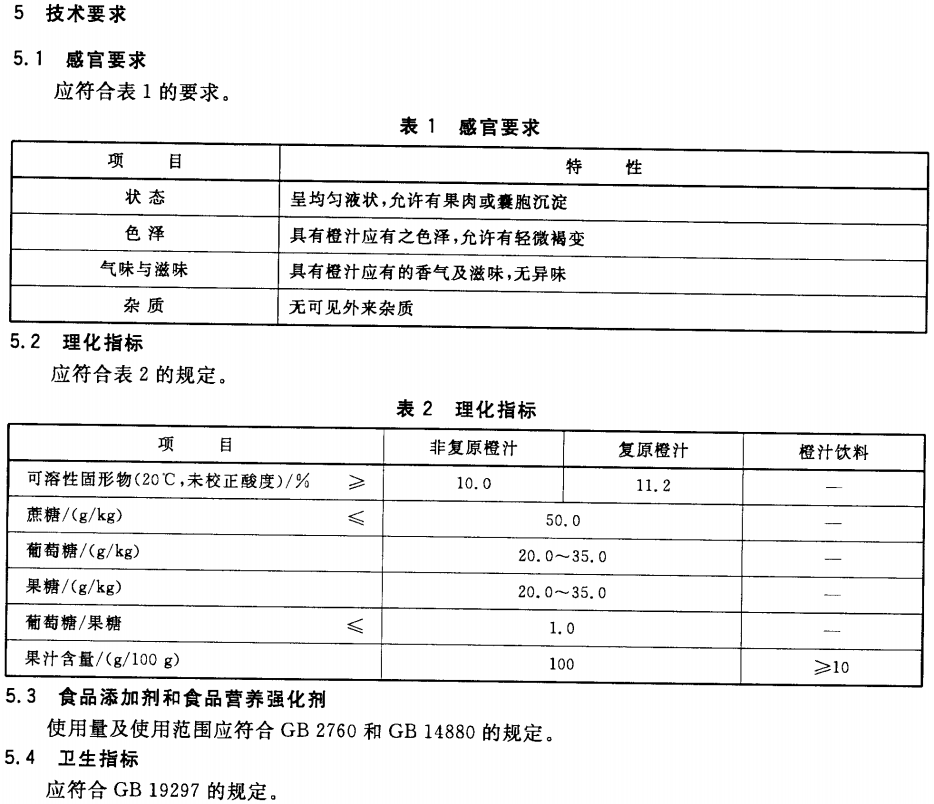 5 技术要求
5.1 感官要求
应符合表 1 的要求。
表 1 感官要求
项 目 特 性
状 态 呈均匀液状,允许有果肉或囊胞沉淀
色 泽 具有橙汁应有之色泽,允许有轻微褐变
气味与滋味 具有橙汁应有的香气及滋味,无异味
杂 质 无可见外来杂质
5.2 理化指标
应符合表 2 的规定。
表 2 理化指标
项 目 非复原橙汁 复原橙汁 橙汁饮料
可溶性固形物(20℃,未校正酸度)/% ≥ 10.0 11.2 —
蔗糖/(g/kg) ≤ 50.0 —
葡萄糖/(g/kg) 20.0~35.0 —
果糖/(g/kg) 20.0~35.0 —
葡萄糖/果糖 ≤ 1.0 —
果汁含量/(g/100 g) 100 ≥10
5.3 食品添加剂和食品营养强化剂
使用量及使用范围应符合 GB 2760 和 GB 14880 的规定。
5.4 卫生指标
应符合 GB 19297 的规定。